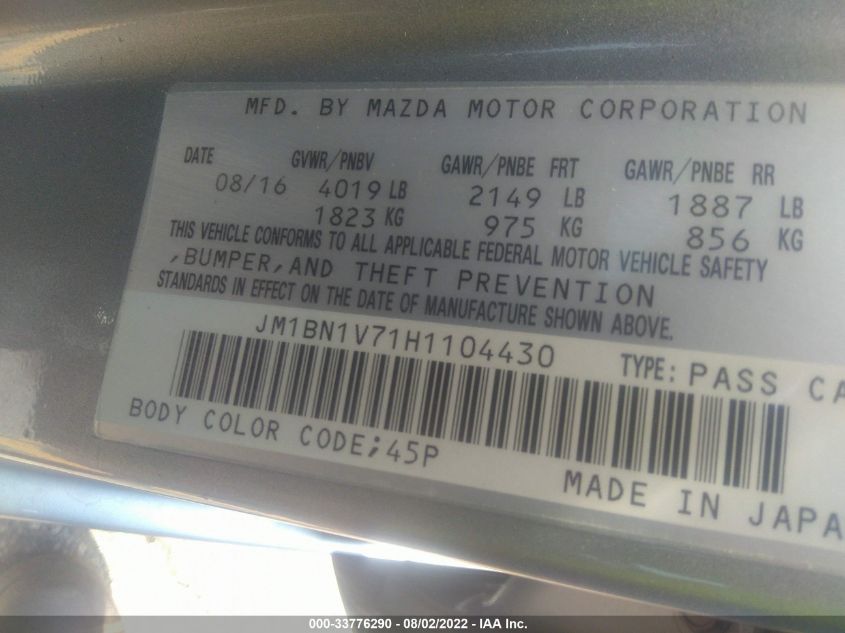 MFD. BY MAZDA MOTOR CORPORATION
DATE GVWR/PNBV GAWR/PNBE FRT GAWR/PNBE RR
08/16 4019 LB 2149 LB 1887 LB
1823 KG 975 KG 856 KG
THIS VEHICLE CONFORMS TO ALL APPLICABLE FEDERAL MOTOR VEHICLE SAFETY
,BUMPER,AND THEFT PREVENTION
STANDARDS IN EFFECT ON THE DATE OF MANUFACTURE SHOWN ABOVE.
JM1BN1V71H1104430 TYPE: PASS CA
BODY COLOR CODE;45P
MADE IN JAPA
000-33776290 - 08/02/2022 - IAA Inc.